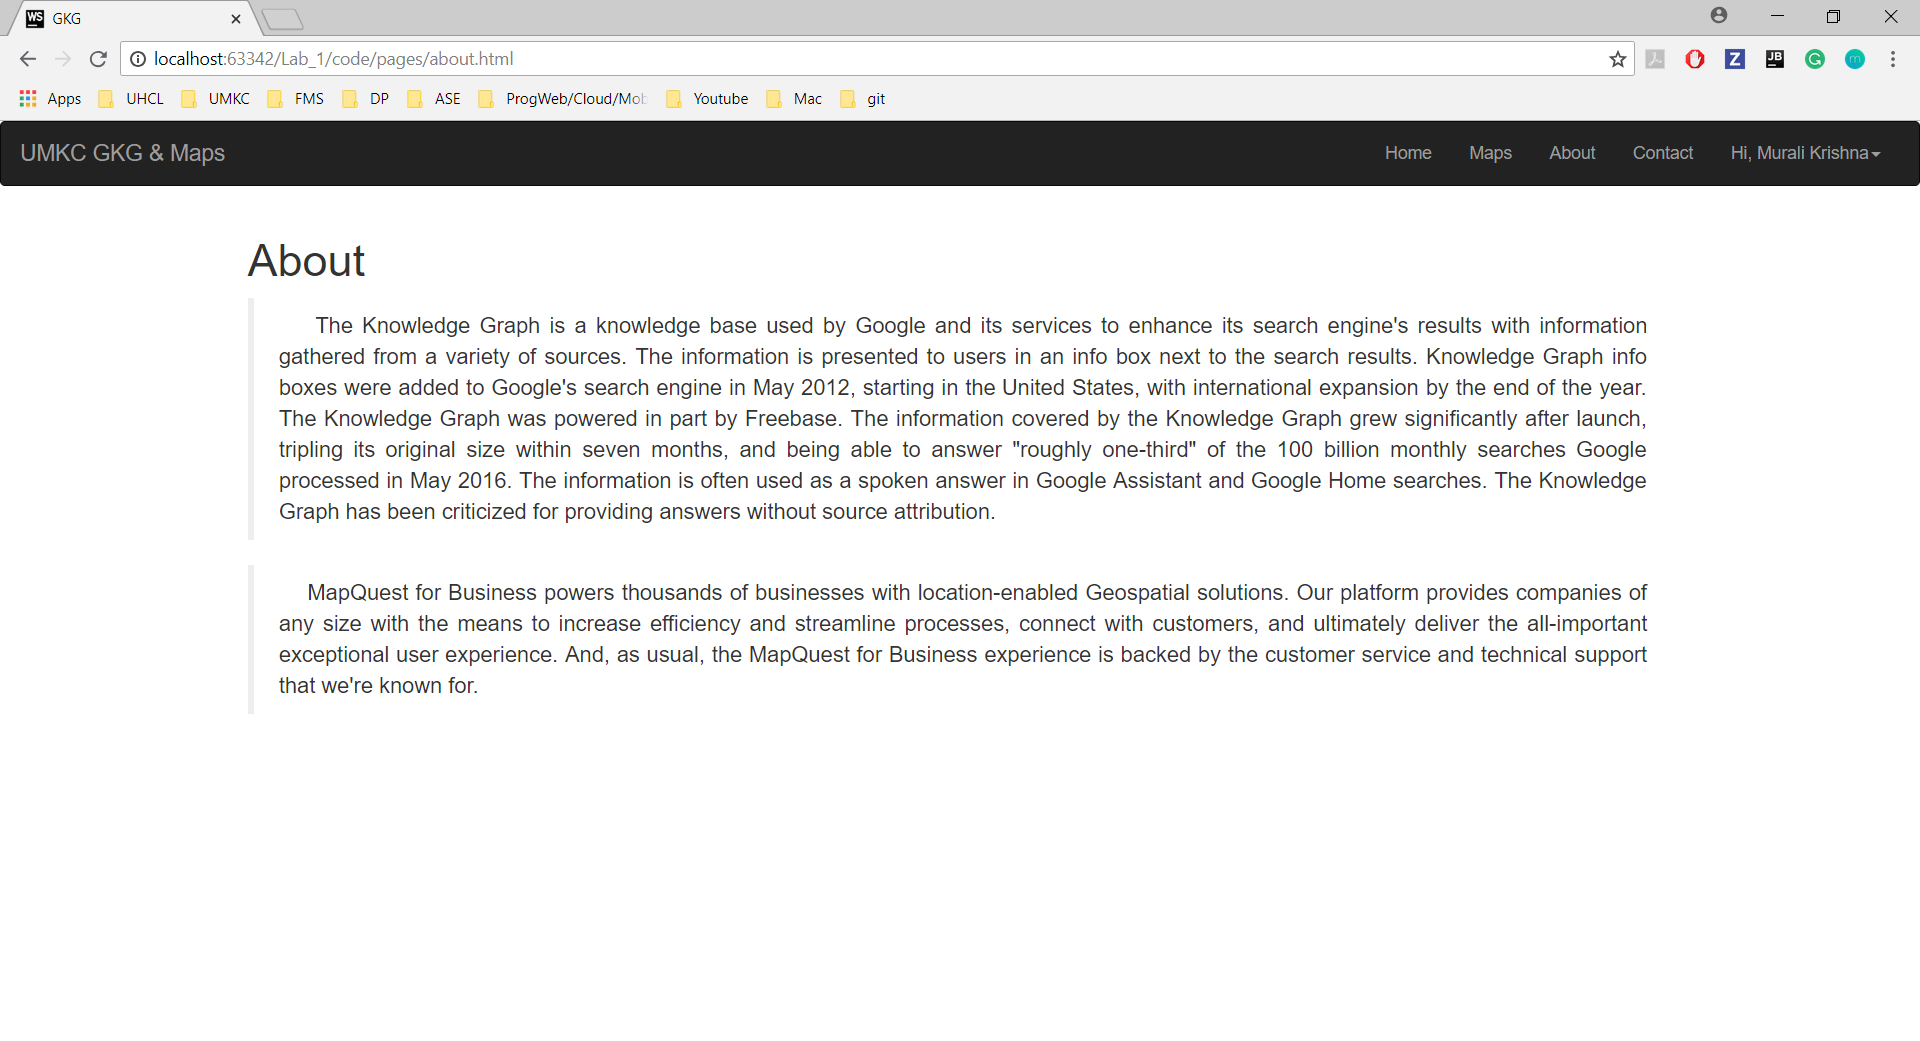 WS GKG
localhost:63342/Lab_1/code/pages/about.html
Z JB G m
Apps UHCL UMKC FMS DP ASE ProgWeb/Cloud/Mob Youtube Mac git
UMKC GKG & Maps Home Maps About Contact Hi, Murali Krishna
About
The Knowledge Graph is a knowledge base used by Google and its services to enhance its search engine's results with information
gathered from a variety of sources. The information is presented to users in an info box next to the search results. Knowledge Graph info
boxes were added to Google's search engine in May 2012, starting in the United States, with international expansion by the end of the year.
The Knowledge Graph was powered in part by Freebase. The information covered by the Knowledge Graph grew significantly after launch,
tripling its original size within seven months, and being able to answer "roughly one-third" of the 100 billion monthly searches Google
processed in May 2016. The information is often used as a spoken answer in Google Assistant and Google Home searches. The Knowledge
Graph has been criticized for providing answers without source attribution.
MapQuest for Business powers thousands of businesses with location-enabled Geospatial solutions. Our platform provides companies of
any size with the means to increase efficiency and streamline processes, connect with customers, and ultimately deliver the all-important
exceptional user experience. And, as usual, the MapQuest for Business experience is backed by the customer service and technical support
that we're known for.